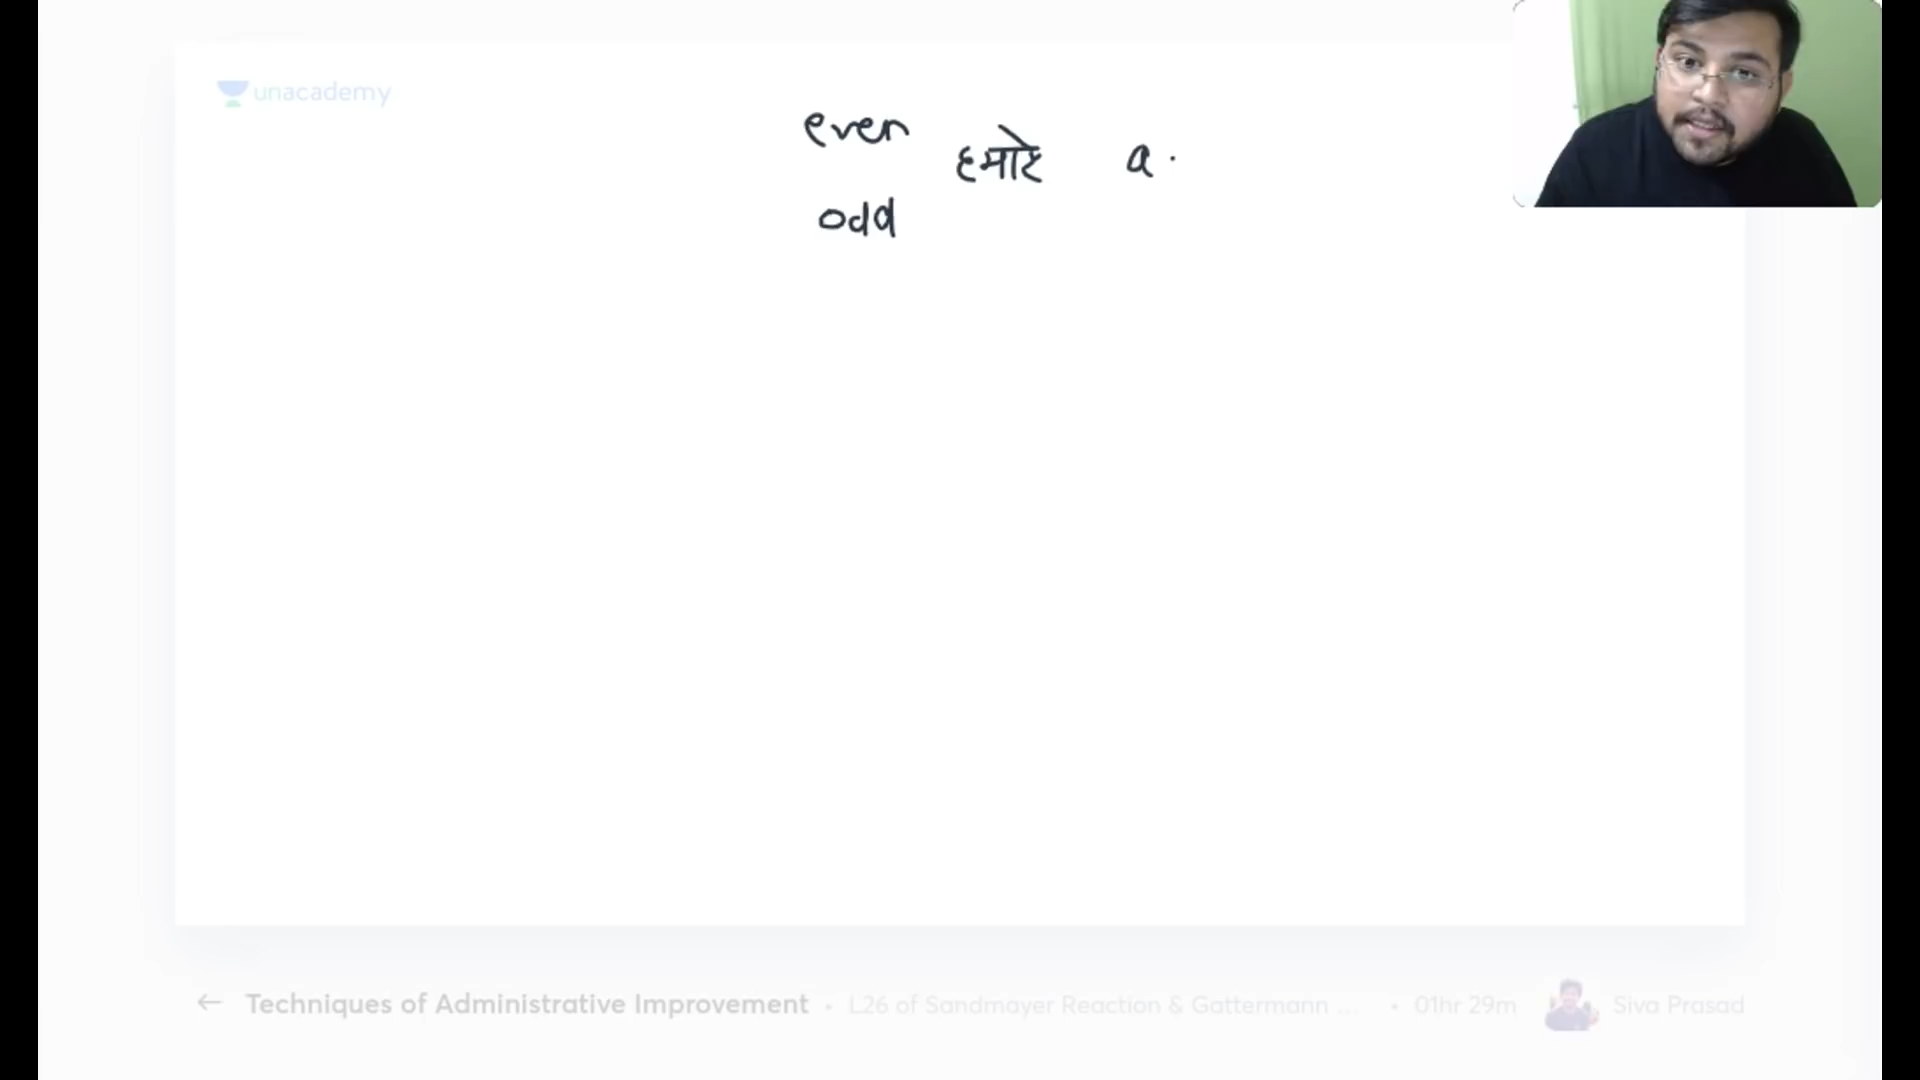 unacademy
even
हमारे a.
odd
← Techniques of Administrative Improvement • L26 of Sandmayer Reaction & Gattermann ... • 01hr 29m Siva Prasad